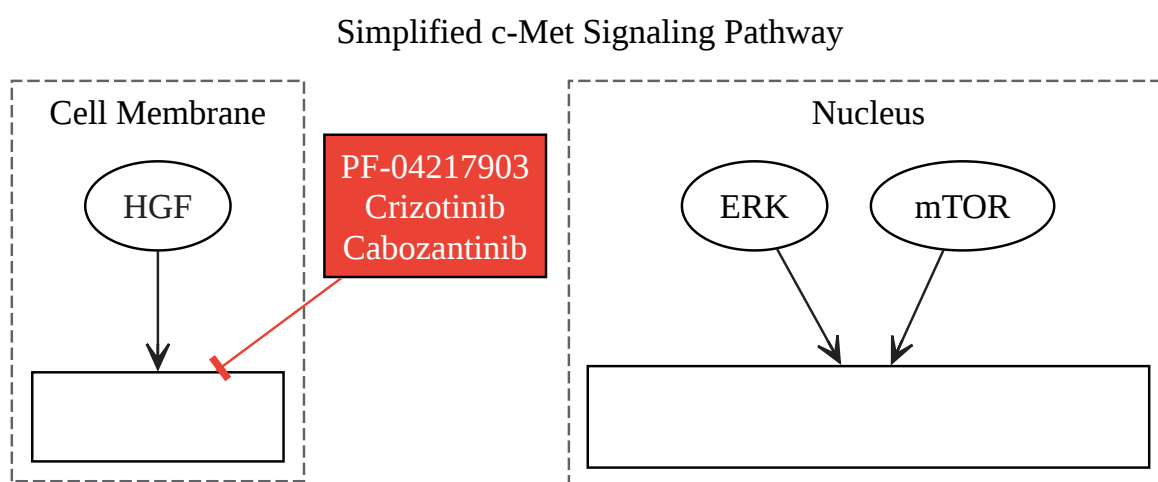 Simplified c-Met Signaling Pathway
Cell Membrane
HGF
PF-04217903
Crizotinib
Cabozantinib
Nucleus
ERK
mTOR